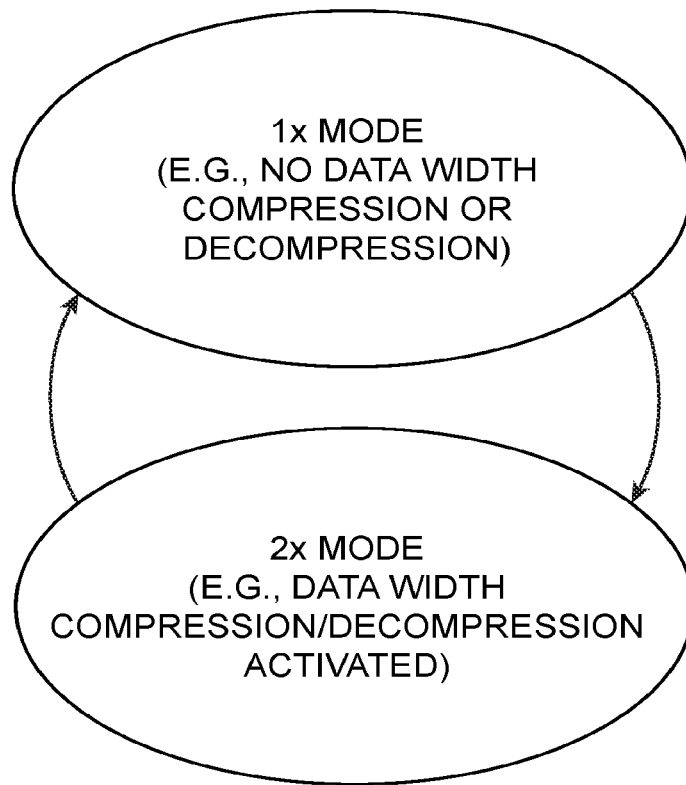 1x MODE
(E.G., NO DATA WIDTH
COMPRESSION OR
DECOMPRESSION)
2x MODE
(E.G., DATA WIDTH
COMPRESSION/DECOMPRESSION
ACTIVATED)